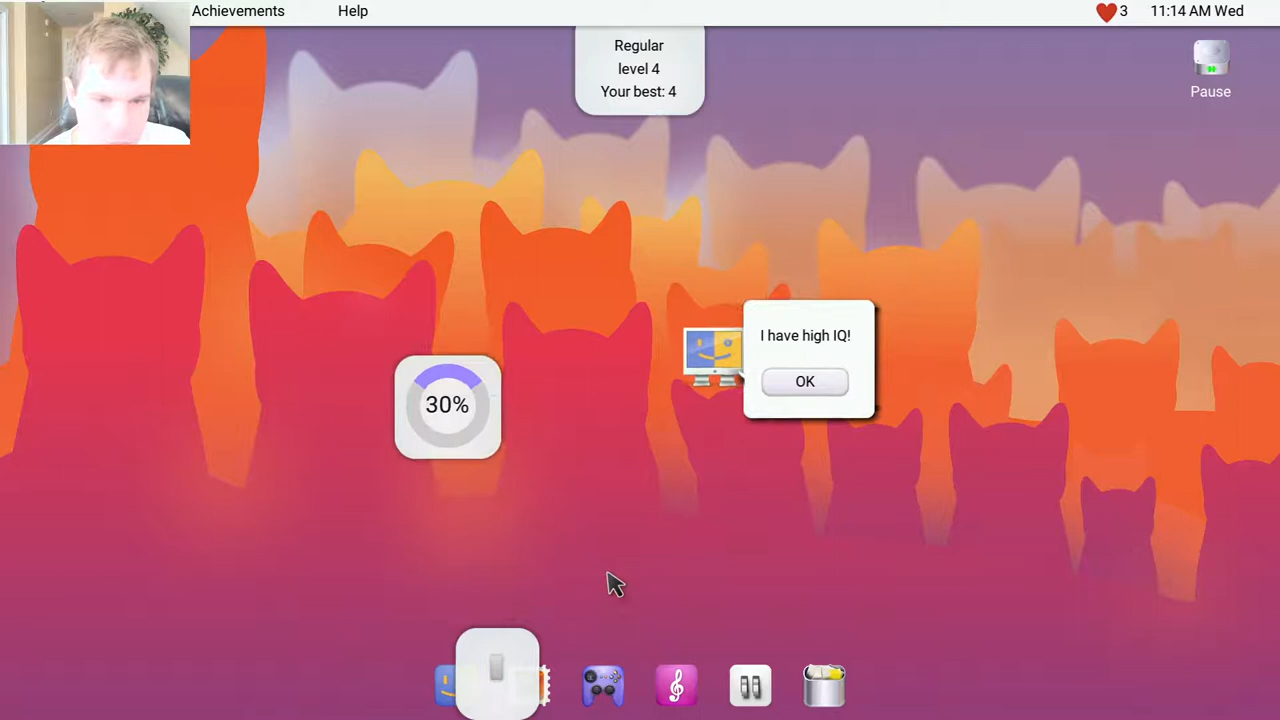 Achievements Help 3 11:14 AM Wed
Regular
level 4
Your best: 4
Pause
I have high IQ!
OK
30%